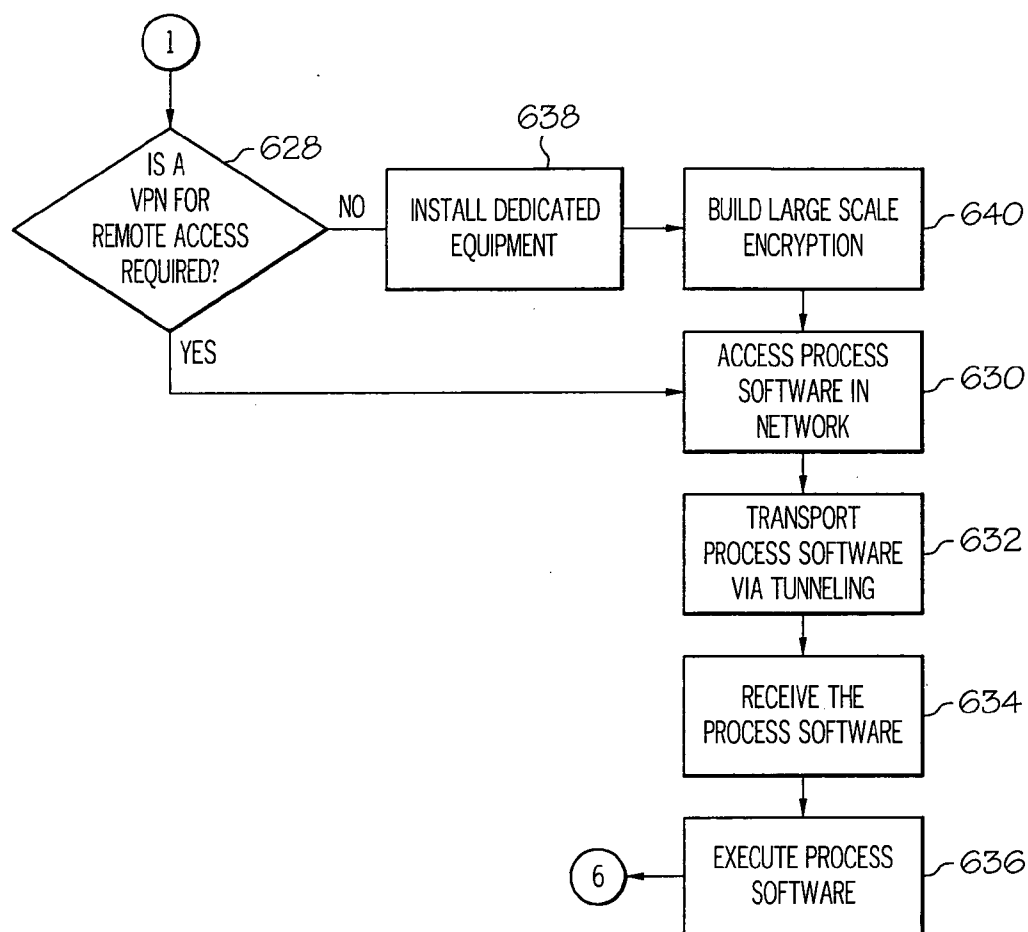 1
IS A
VPN FOR
REMOTE ACCESS
REQUIRED?
628
NO
YES
638
INSTALL DEDICATED
EQUIPMENT
BUILD LARGE SCALE
ENCRYPTION
640
ACCESS PROCESS
SOFTWARE IN
NETWORK
630
TRANSPORT
PROCESS SOFTWARE
VIA TUNNELING
632
RECEIVE THE
PROCESS SOFTWARE
634
EXECUTE PROCESS
SOFTWARE
636
6